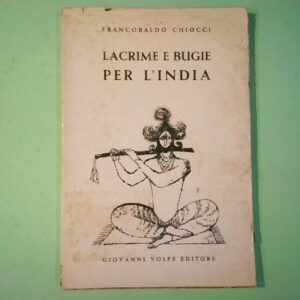 FRANCOBALDO CHIOCCI
LACRIME E BUGIE
PER L'INDIA
GIOVANNI VOLPE EDITORE